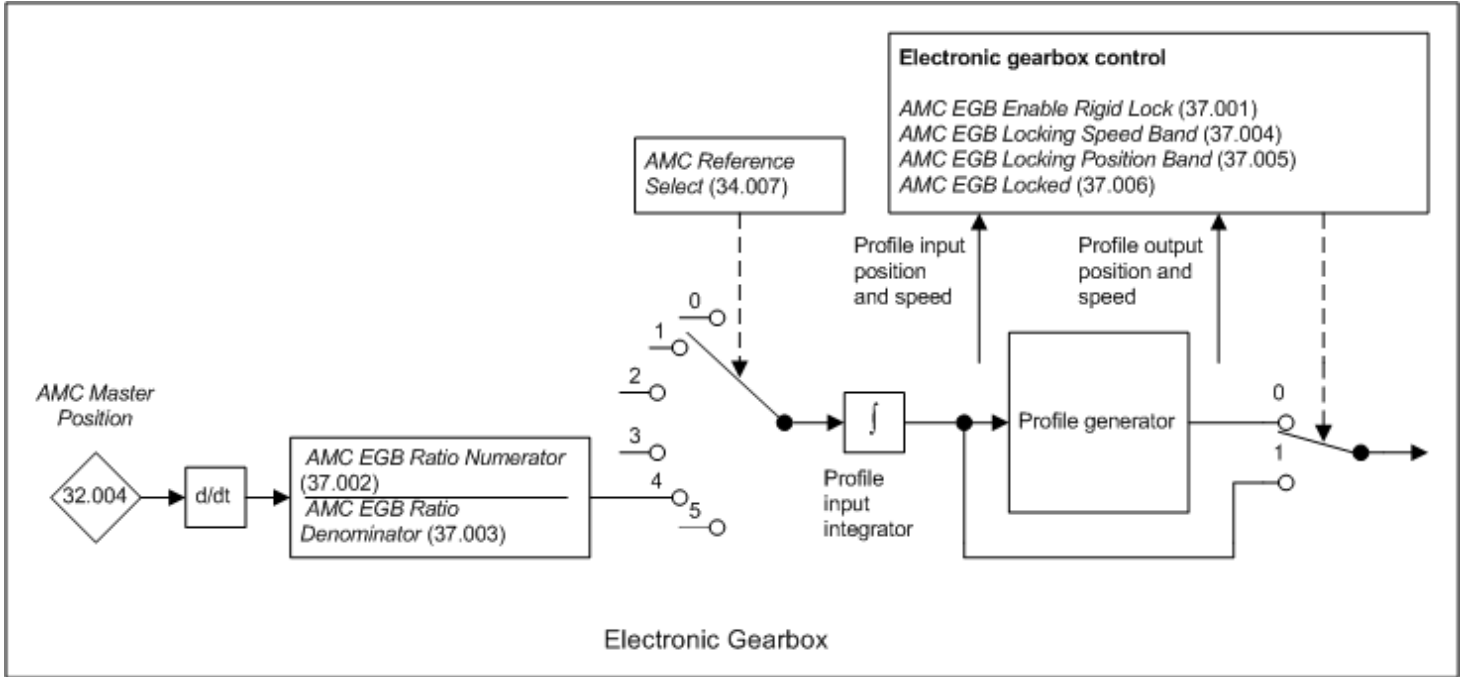 Electronic gearbox control
AMC EGB Enable Rigid Lock (37.001)
AMC EGB Locking Speed Band (37.004)
AMC EGB Locking Position Band (37.005)
AMC EGB Locked (37.006)
AMC Reference
Select (34.007)
Profile input
position
and speed
Profile output
position and
speed
0
1
2
3
4
5
AMC Master
Position
32.004
d/dt
AMC EGB Ratio Numerator
(37.002)
AMC EGB Ratio
Denominator (37.003)
∫
Profile
input
integrator
Profile generator
0
1
Electronic Gearbox